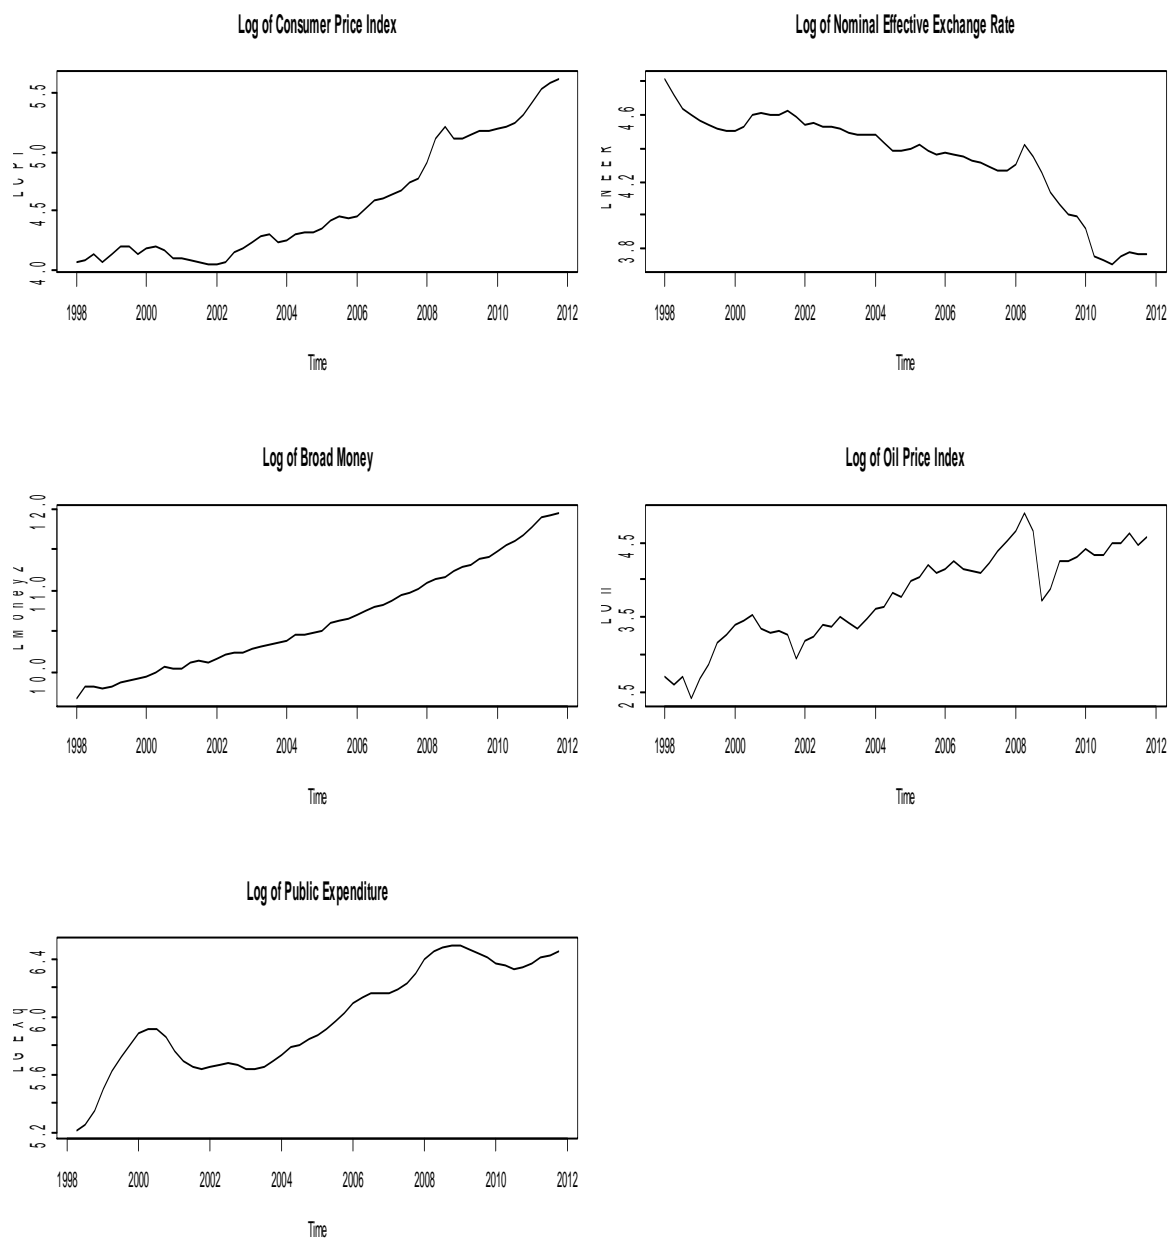 Log of Consumer Price Index
5.5
5.0
4.5
4.0
1998 2000 2002 2004 2006 2008 2010 2012
Time
Log of Nominal Effective Exchange Rate
4.6
4.2
3.8
1998 2000 2002 2004 2006 2008 2010 2012
Time
Log of Broad Money
12.0
11.0
10.0
1998 2000 2002 2004 2006 2008 2010 2012
Time
Log of Oil Price Index
4.5
3.5
2.5
1998 2000 2002 2004 2006 2008 2010 2012
Time
Log of Public Expenditure
6.4
6.0
5.6
5.2
1998 2000 2002 2004 2006 2008 2010 2012
Time